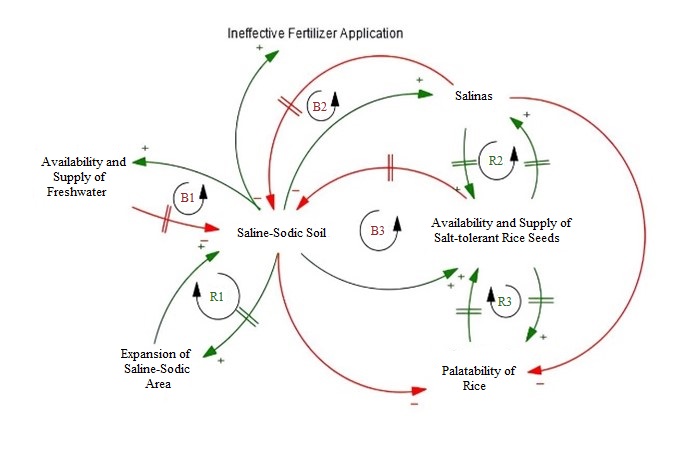 Ineffective Fertilizer Application
+
+
B2
Salinas
+
+
Availability and
Supply of
Freshwater
R2
+
B1
−
−
Availability and Supply of
Salt-tolerant Rice Seeds
Saline-Sodic Soil
B3
−
+
+
+
R1
R3
+
+
Expansion of
Saline-Sodic
Area
Palatability of
Rice
−
−